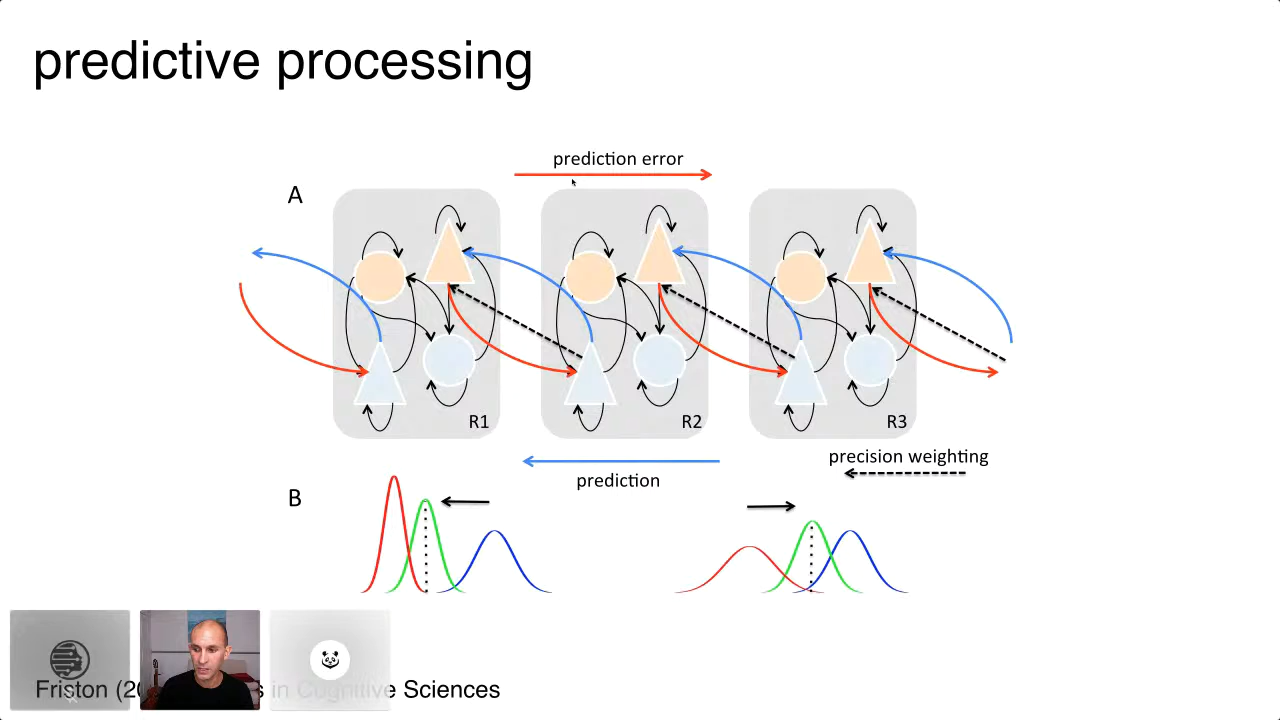 predictive processing
prediction error
A
R1
R2
R3
precision weighting
prediction
B
Friston (20 in Cognitive Sciences